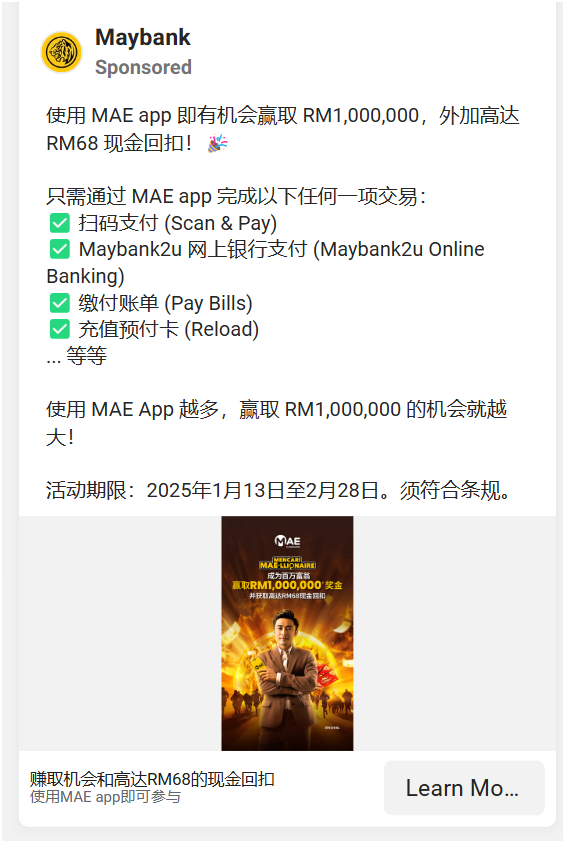 Maybank
Sponsored
使用 MAE app 即有机会赢取 RM1,000,000，外加高达
RM68 现金回扣！🎉
只需通过 MAE app 完成以下任何一项交易：
✅ 扫码支付 (Scan & Pay)
✅ Maybank2u 网上银行支付 (Maybank2u Online
Banking)
✅ 缴付账单 (Pay Bills)
✅ 充值预付卡 (Reload)
... 等等
使用 MAE App 越多，赢取 RM1,000,000 的机会就越
大！
活动期限：2025年1月13日至2月28日。须符合条规。
MAE
MENCARI
MAE-LLIONAIRE
成为百万富翁
赢取RM1,000,000* 奖金
并获取高达RM68现金回扣
赚取机会和高达RM68的现金回扣
使用MAE app即可参与
Learn Mo...